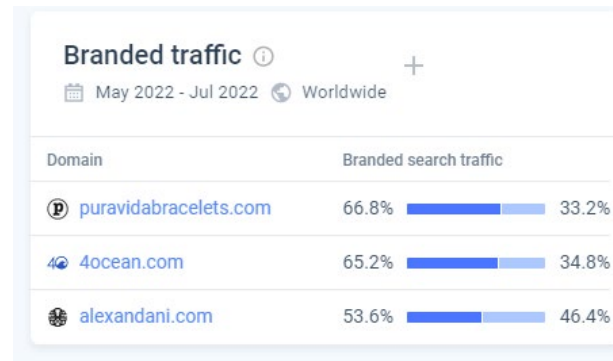 Branded traffic
May 2022 - Jul 2022 Worldwide
Domain Branded search traffic
puravidabracelets.com 66.8% 33.2%
4ocean.com 65.2% 34.8%
alexandani.com 53.6% 46.4%